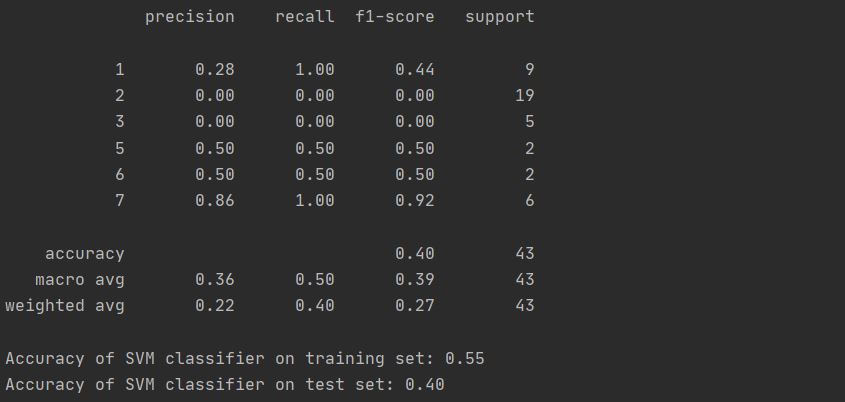 precision recall f1-score support
1 0.28 1.00 0.44 9
2 0.00 0.00 0.00 19
3 0.00 0.00 0.00 5
5 0.50 0.50 0.50 2
6 0.50 0.50 0.50 2
7 0.86 1.00 0.92 6
accuracy 0.40 43
macro avg 0.36 0.50 0.39 43
weighted avg 0.22 0.40 0.27 43
Accuracy of SVM classifier on training set: 0.55
Accuracy of SVM classifier on test set: 0.40